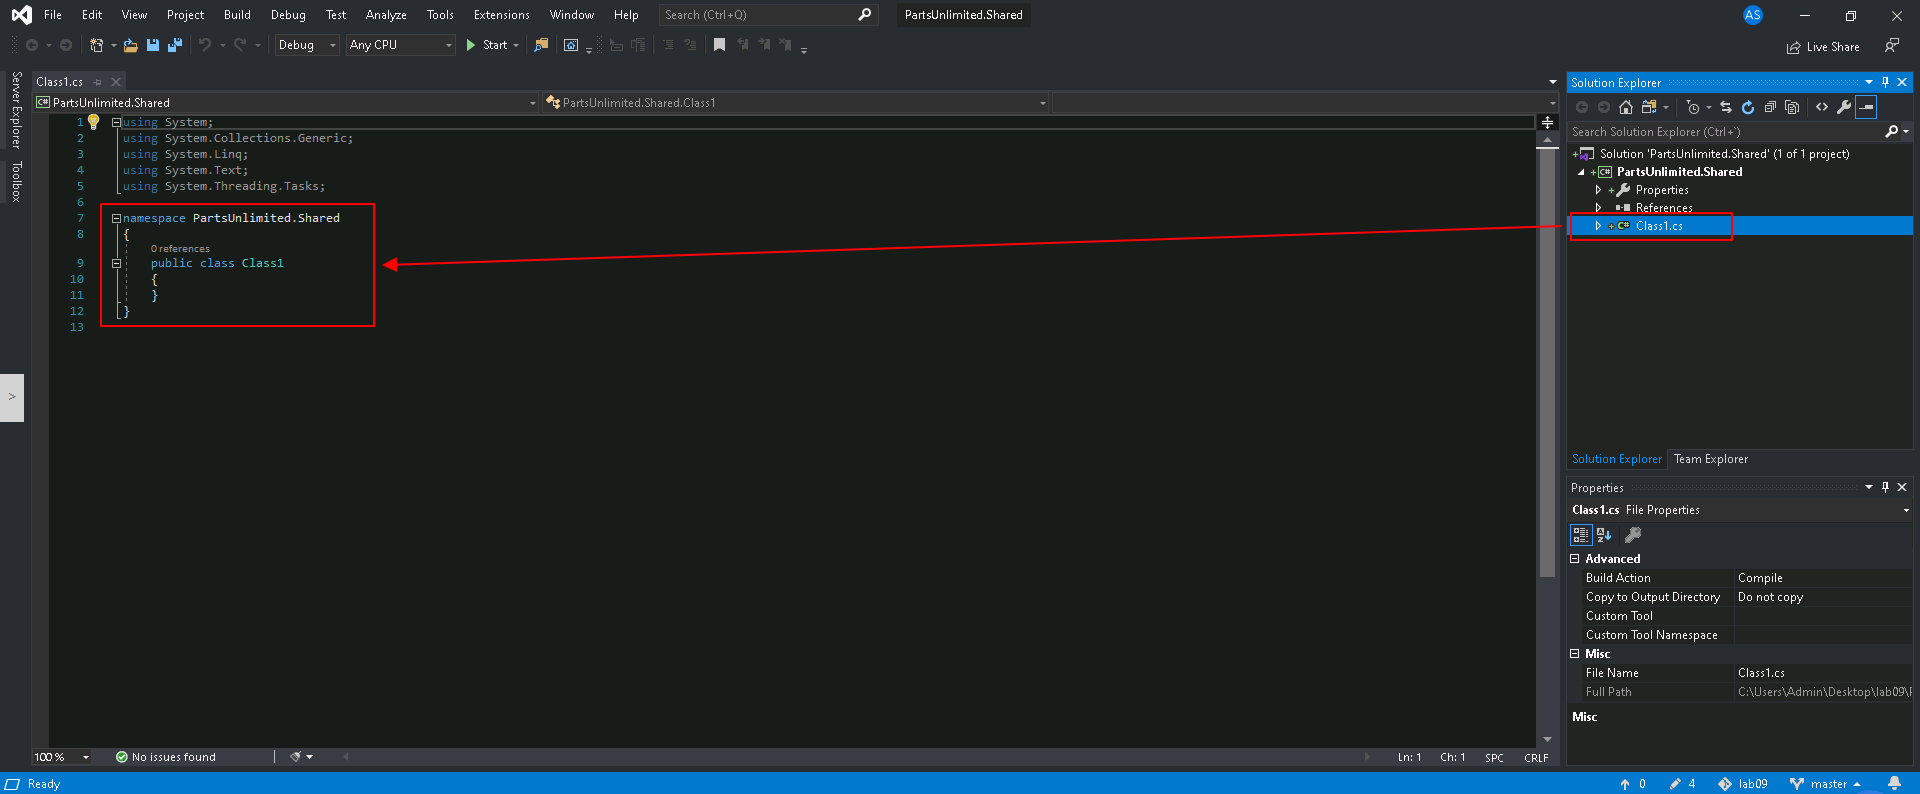 File Edit View Project Build Debug Test Analyze Tools Extensions Window Help Search (Ctrl+Q) PartsUnlimited.Shared AS
Debug Any CPU Start Live Share
Server Explorer
Toolbox
Class1.cs
C# PartsUnlimited.Shared PartsUnlimited.Shared.Class1
1 using System;
2 using System.Collections.Generic;
3 using System.Linq;
4 using System.Text;
5 using System.Threading.Tasks;
6
7 namespace PartsUnlimited.Shared
8 {
0 references
9 public class Class1
10 {
11 }
12 }
13
>
100 % No issues found Ln: 1 Ch: 1 SPC CRLF
Solution Explorer
Search Solution Explorer (Ctrl+`)
Solution 'PartsUnlimited.Shared' (1 of 1 project)
C# PartsUnlimited.Shared
Properties
References
C# Class1.cs
Solution Explorer Team Explorer
Properties
Class1.cs File Properties
Advanced
Build Action Compile
Copy to Output Directory Do not copy
Custom Tool
Custom Tool Namespace
Misc
File Name Class1.cs
Full Path C:\Users\Admin\Desktop\lab09\
Misc
Ready 0 4 lab09 master